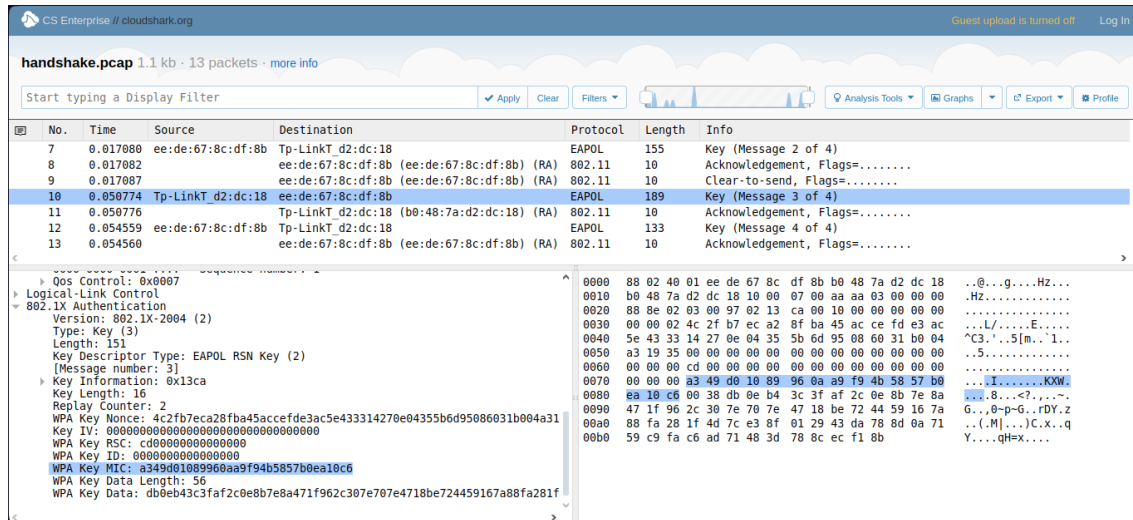 CS Enterprise // cloudshark.org Guest upload is turned off Log In
handshake.pcap 1.1 kb · 13 packets · more info
Start typing a Display Filter Apply Clear Filters Analysis Tools Graphs Export Profile
No. Time Source Destination Protocol Length Info
7 0.017080 ee:de:67:8c:df:8b Tp-LinkT_d2:dc:18 EAPOL 155 Key (Message 2 of 4)
8 0.017082 ee:de:67:8c:df:8b (ee:de:67:8c:df:8b) (RA) 802.11 10 Acknowledgement, Flags=........
9 0.017087 ee:de:67:8c:df:8b (ee:de:67:8c:df:8b) (RA) 802.11 10 Clear-to-send, Flags=........
10 0.050774 Tp-LinkT_d2:dc:18 ee:de:67:8c:df:8b EAPOL 189 Key (Message 3 of 4)
11 0.050776 Tp-LinkT_d2:dc:18 (b0:48:7a:d2:dc:18) (RA) 802.11 10 Acknowledgement, Flags=........
12 0.054559 ee:de:67:8c:df:8b Tp-LinkT_d2:dc:18 EAPOL 133 Key (Message 4 of 4)
13 0.054560 ee:de:67:8c:df:8b (ee:de:67:8c:df:8b) (RA) 802.11 10 Acknowledgement, Flags=........
Qos Control: 0x0007
Logical-Link Control
802.1X Authentication
Version: 802.1X-2004 (2)
Type: Key (3)
Length: 151
Key Descriptor Type: EAPOL RSN Key (2)
[Message number: 3]
Key Information: 0x13ca
Key Length: 16
Replay Counter: 2
WPA Key Nonce: 4c2fb7eca28fba45accefde3ac5e433314270e04355b6d95086031b004a31
Key IV: 00000000000000000000000000000000
WPA Key RSC: cd00000000000000
WPA Key ID: 0000000000000000
WPA Key MIC: a349d01089960aa9f94b5857b0ea10c6
WPA Key Data Length: 56
WPA Key Data: db0eb43c3faf2c0e8b7e8a471f962c307e707e4718be724459167a88fa281f
0000 88 02 40 01 ee de 67 8c df 8b b0 48 7a d2 dc 18 ..@...g....Hz...
0010 b0 48 7a d2 dc 18 10 00 07 00 aa aa 03 00 00 00 .Hz.............
0020 88 8e 02 03 00 97 02 13 ca 00 10 00 00 00 00 00 ................
0030 00 00 02 4c 2f b7 ec a2 8f ba 45 ac ce fd e3 ac ...L/.....E.....
0040 5e 43 33 14 27 0e 04 35 5b 6d 95 08 60 31 b0 04 ^C3.'..5[m..`1..
0050 a3 19 35 00 00 00 00 00 00 00 00 00 00 00 00 00 ..5.............
0060 00 00 00 cd 00 00 00 00 00 00 00 00 00 00 00 00 ................
0070 00 00 00 a3 49 d0 10 89 96 0a a9 f9 4b 58 57 b0 ....I.......KXW.
0080 ea 10 c6 00 38 db 0e b4 3c 3f af 2c 0e 8b 7e 8a ....8...<?.,..~.
0090 47 1f 96 2c 30 7e 70 7e 47 18 be 72 44 59 16 7a G..,0~p~G..rDY.z
00a0 88 fa 28 1f 4d 7c e3 8f 01 29 43 da 78 8d 0a 71 ..(.M|...)C.x..q
00b0 59 c9 fa c6 ad 71 48 3d 78 8c ec f1 8b Y....qH=x....